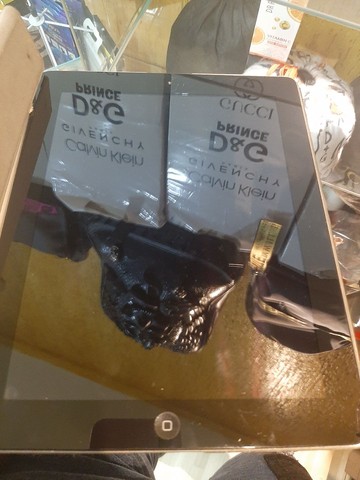 PRINCE
D&G
GIVENCHY
Calvin Klein
GUCCI
PRINCE
D&G
GIVENCHY
Calvin Klein